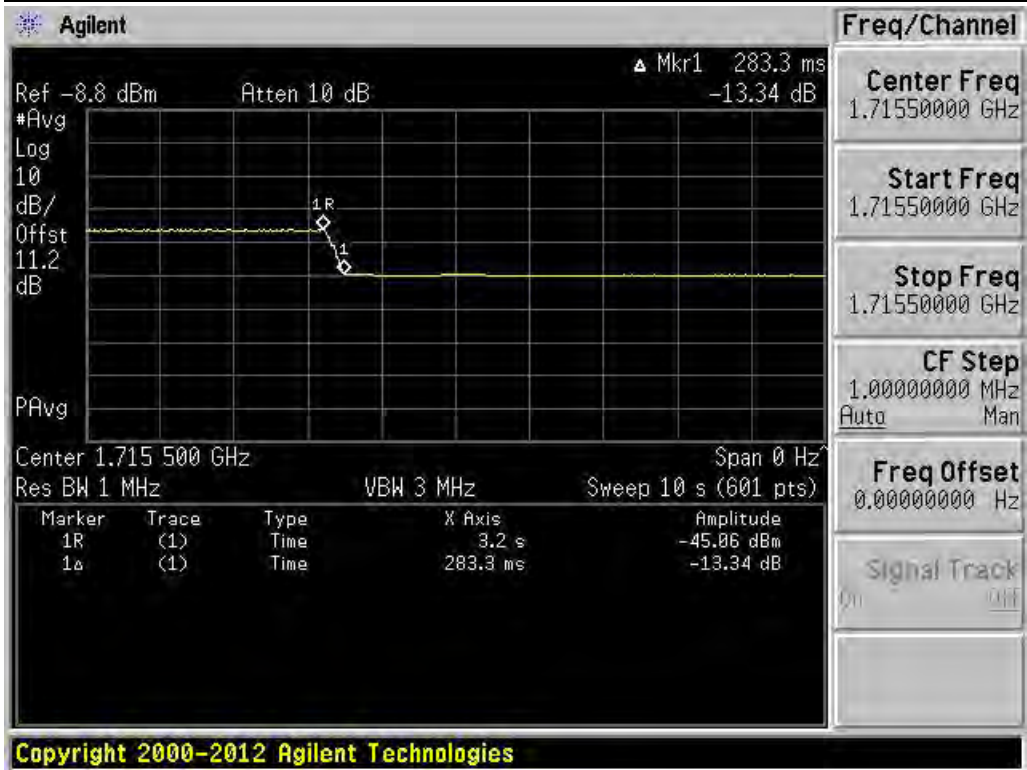 Agilent
Freq/Channel
Δ Mkr1 283.3 ms
Ref -8.8 dBm Atten 10 dB -13.34 dB
#Avg
Log
10
dB/
Offst
11.2
dB
1R
1
PAvg
Center 1.715 500 GHz Span 0 Hz^
Res BW 1 MHz VBW 3 MHz Sweep 10 s (601 pts)
Marker Trace Type X Axis Amplitude
1R (1) Time 3.2 s -45.06 dBm
1Δ (1) Time 283.3 ms -13.34 dB
Center Freq
1.71550000 GHz
Start Freq
1.71550000 GHz
Stop Freq
1.71550000 GHz
CF Step
1.00000000 MHz
Auto Man
Freq Offset
0.00000000 Hz
Signal Track
On Off
Copyright 2000-2012 Agilent Technologies